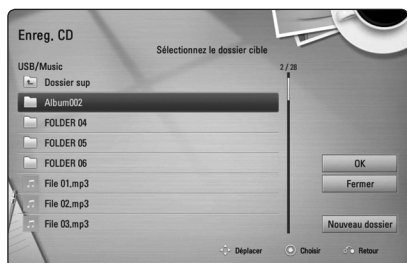 Enreg. CD
Sélectionnez le dossier cible
USB/Music
2 / 28
Dossier sup
Album002
FOLDER 04
FOLDER 05
FOLDER 06
File 01.mp3
File 02.mp3
File 03.mp3
OK
Fermer
Nouveau dossier
Déplacer
Choisir
Retour